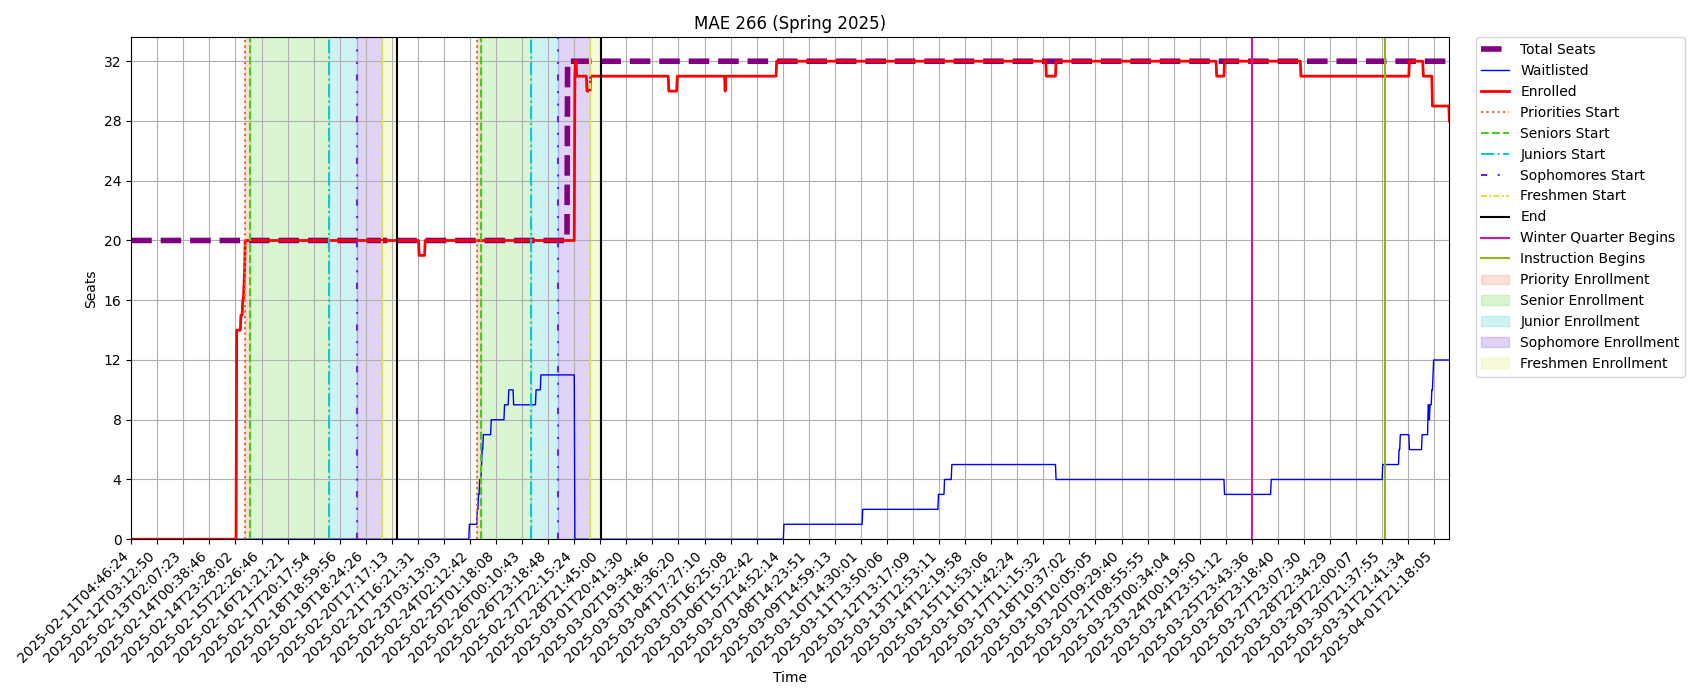 MAE 266 (Spring 2025)
Seats
32
28
24
20
16
12
8
4
0
2025-02-11T04:46:24
2025-02-12T03:12:50
2025-02-13T02:07:23
2025-02-14T00:38:46
2025-02-14T23:28:02
2025-02-15T22:26:46
2025-02-16T21:21:21
2025-02-17T20:17:54
2025-02-18T18:59:56
2025-02-19T18:24:26
2025-02-20T17:17:13
2025-02-21T16:21:31
2025-02-23T23:13:03
2025-02-24T02:12:42
2025-02-25T01:18:08
2025-02-26T00:10:43
2025-02-26T23:18:48
2025-02-27T22:15:24
2025-02-28T21:45:00
2025-03-01T20:41:30
2025-03-02T19:34:46
2025-03-03T18:36:20
2025-03-04T17:27:10
2025-03-05T16:25:08
2025-03-06T15:22:42
2025-03-07T14:52:14
2025-03-08T14:23:51
2025-03-09T14:59:13
2025-03-10T14:30:01
2025-03-11T13:50:06
2025-03-12T13:17:09
2025-03-13T12:53:11
2025-03-14T12:19:58
2025-03-15T11:53:06
2025-03-16T11:42:24
2025-03-17T11:15:32
2025-03-18T10:37:02
2025-03-19T10:05:05
2025-03-20T09:29:40
2025-03-21T08:55:55
2025-03-23T00:34:04
2025-03-24T00:19:50
2025-03-24T23:51:12
2025-03-25T23:43:36
2025-03-26T23:18:40
2025-03-27T23:07:30
2025-03-28T22:34:29
2025-03-29T22:00:07
2025-03-30T21:37:55
2025-03-31T21:41:34
2025-04-01T21:18:05
Time
Total Seats
Waitlisted
Enrolled
Priorities Start
Seniors Start
Juniors Start
Sophomores Start
Freshmen Start
End
Winter Quarter Begins
Instruction Begins
Priority Enrollment
Senior Enrollment
Junior Enrollment
Sophomore Enrollment
Freshmen Enrollment